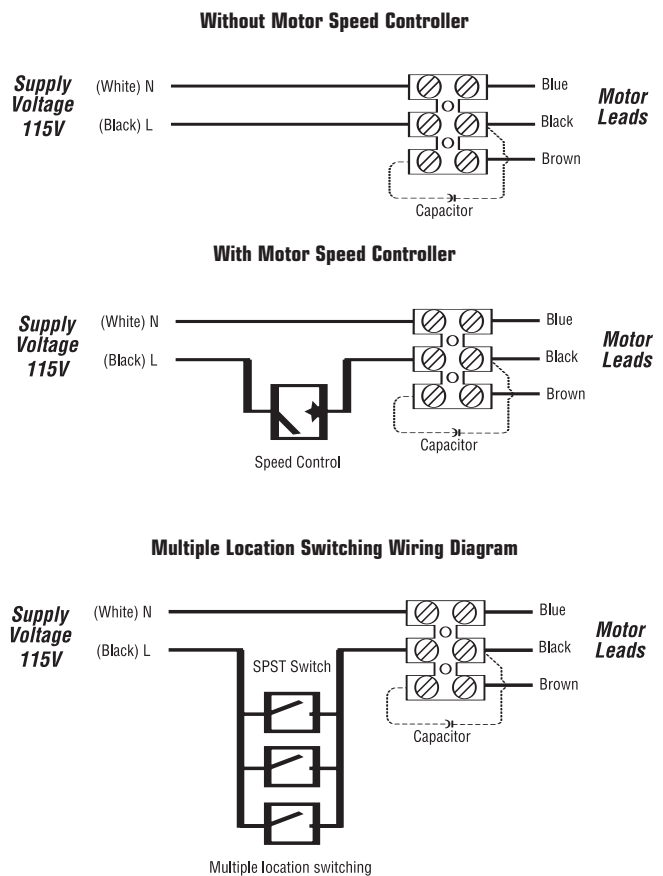 Without Motor Speed Controller
Supply
Voltage
115V
(White) N
(Black) L
Blue
Black
Brown
Motor
Leads
Capacitor
With Motor Speed Controller
Supply
Voltage
115V
(White) N
(Black) L
Blue
Black
Brown
Motor
Leads
Capacitor
Speed Control
Multiple Location Switching Wiring Diagram
Supply
Voltage
115V
(White) N
(Black) L
SPST Switch
Blue
Black
Brown
Motor
Leads
Capacitor
Multiple location switching